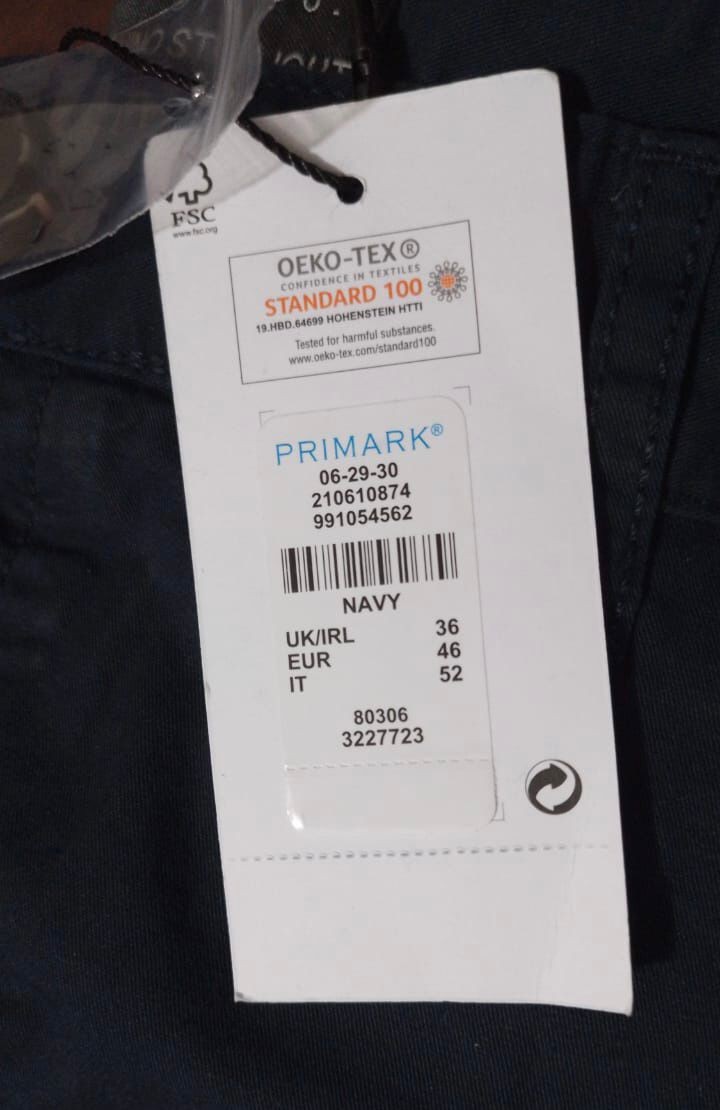 FSC
www.fsc.org
OEKO-TEX®
CONFIDENCE IN TEXTILES
STANDARD 100
19.HBD.64699 HOHENSTEIN HTTI
Tested for harmful substances.
www.oeko-tex.com/standard100
PRIMARK®
06-29-30
210610874
991054562
NAVY
UK/IRL 36
EUR 46
IT 52
80306
3227723